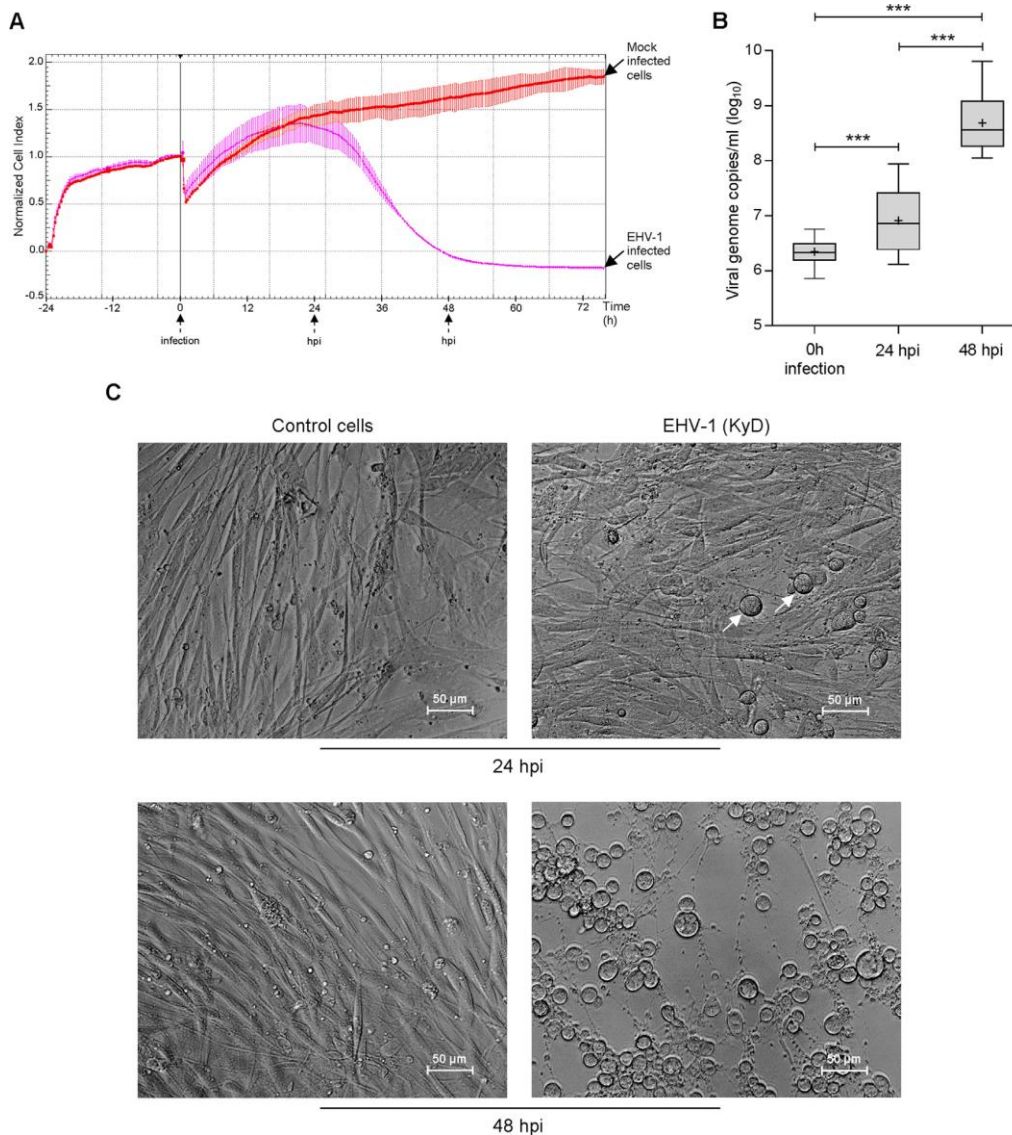 A
Normalized Cell Index
2.0
1.5
1.0
0.5
0.0
-0.5
-24
-12
0
12
24
36
48
60
72
Time
(h)
infection
hpi
hpi
Mock
infected
cells
EHV-1
infected
cells
B
Viral genome copies/ml (log10)
10
9
8
7
6
5
***
***
***
0h
infection
24 hpi
48 hpi
C
Control cells
EHV-1 (KyD)
50 µm
50 µm
24 hpi
50 µm
50 µm
48 hpi